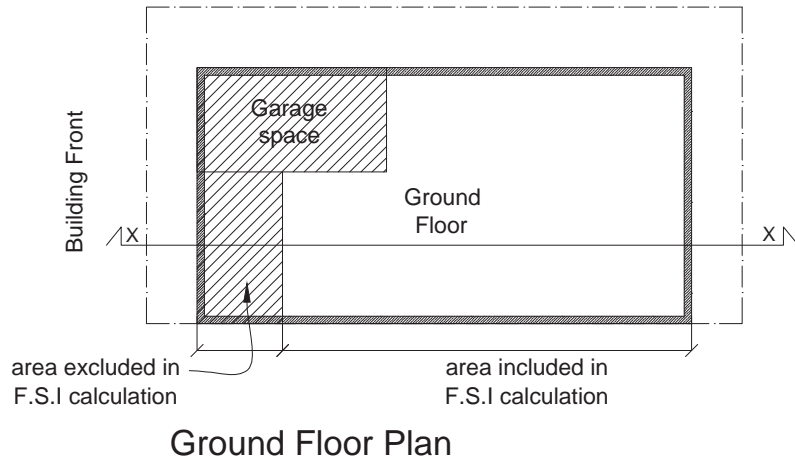 Garage
space
Building Front
Ground
Floor
X
X
area excluded in
F.S.I calculation
area included in
F.S.I calculation
Ground Floor Plan